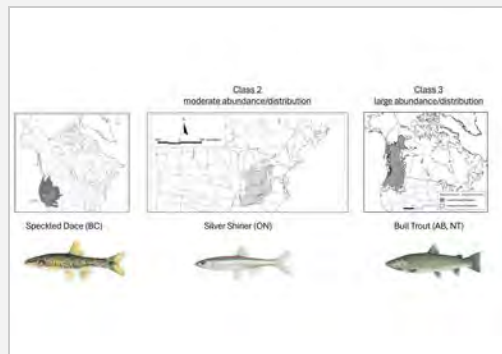 Class 2
moderate abundance/distribution
Class 3
large abundance/distribution
Speckled Dace (BC)
Silver Shiner (ON)
Bull Trout (AB, NT)